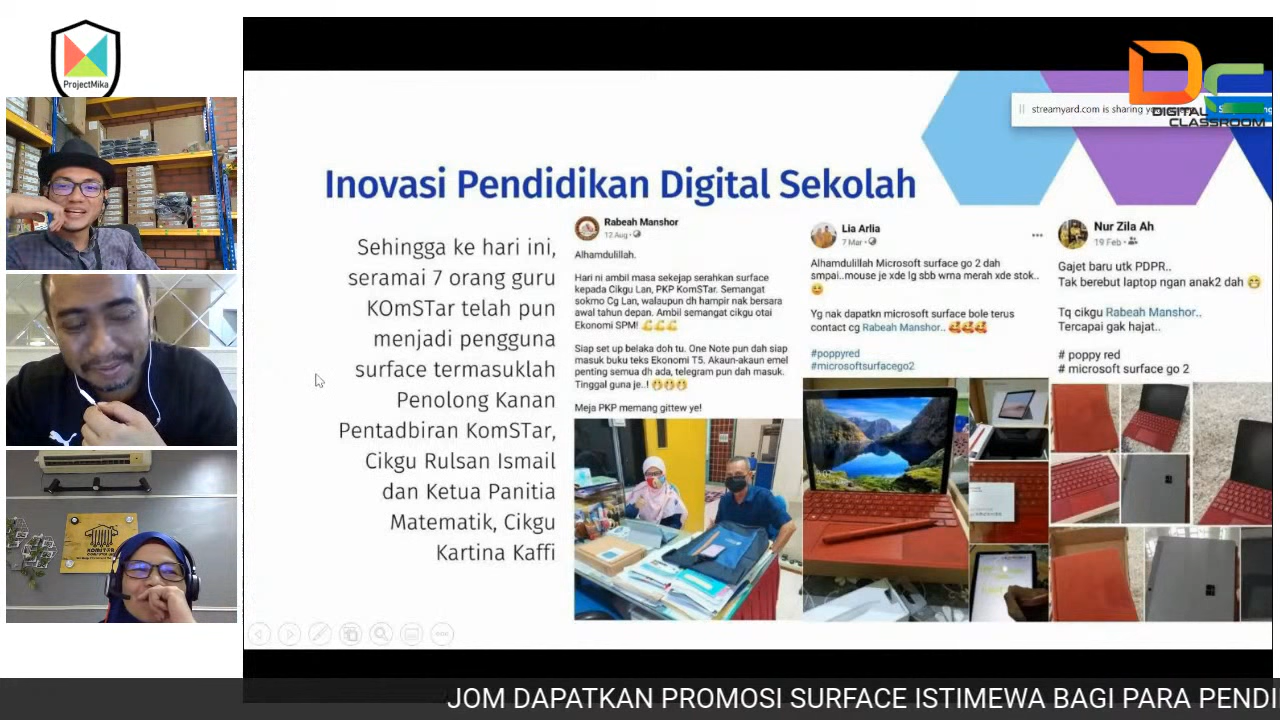 ProjectMika
DIGITAL
CLASSROOM
streamyard.com is sharing
Inovasi Pendidikan Digital Sekolah
Sehingga ke hari ini,
seramai 7 orang guru
KOmSTar telah pun
menjadi pengguna
surface termasuklah
Penolong Kanan
Pentadbiran KomSTar,
Cikgu Rulsan Ismail
dan Ketua Panitia
Matematik, Cikgu
Kartina Kaffi
Rabeah Manshor
12 Aug
Alhamdulillah.
Hari ni ambil masa sekejap serahkan surface
kepada Cikgu Lan, PKP KomSTar. Semangat
sokmo Cg Lan, walaupun dh hampir nak bersara
awal tahun depan. Ambil semangat cikgu otai
Ekonomi SPM! 💪💪💪
Siap set up belaka doh tu. One Note pun dah siap
masuk buku teks Ekonomi T5. Akaun-akaun emel
penting semua dh ada, telegram pun dah masuk.
Tinggal guna je..! 😁😁😁
Meja PKP memang gittew ye!
Lia Arlia
7 Mar
Alhamdulillah Microsoft surface go 2 dah
smpai..mouse je xde lg sbb wrna merah xde stok..
😄
Yg nak dapatkn microsoft surface bole terus
contact cg Rabeah Manshor.. 🥰🥰🥰
#poppyred
#microsoftsurfacego2
Nur Zila Ah
19 Feb
Gajet baru utk PDPR..
Tak berebut laptop ngan anak2 dah 😁
Tq cikgu Rabeah Manshor..
Tercapai gak hajat..
# poppy red
# microsoft surface go 2
KOMSTAR
JOM DAPATKAN PROMOSI SURFACE ISTIMEWA BAGI PARA PENDI